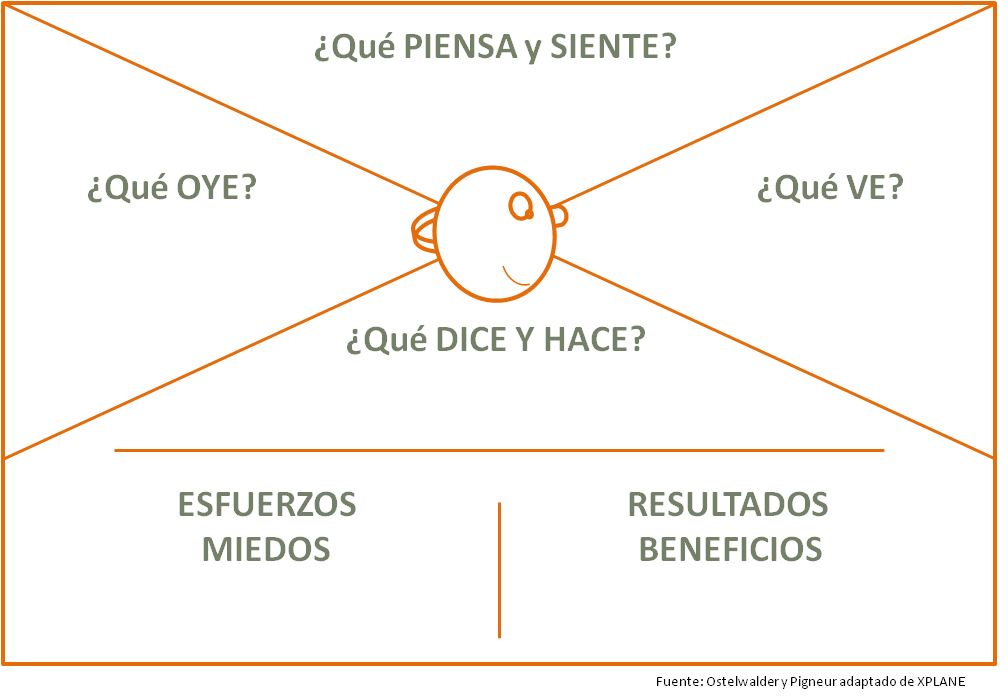 ¿Qué PIENSA y SIENTE?
¿Qué OYE?
¿Qué VE?
¿Qué DICE Y HACE?
ESFUERZOS
MIEDOS
RESULTADOS
BENEFICIOS
Fuente: Ostelwalder y Pigneur adaptado de XPLANE